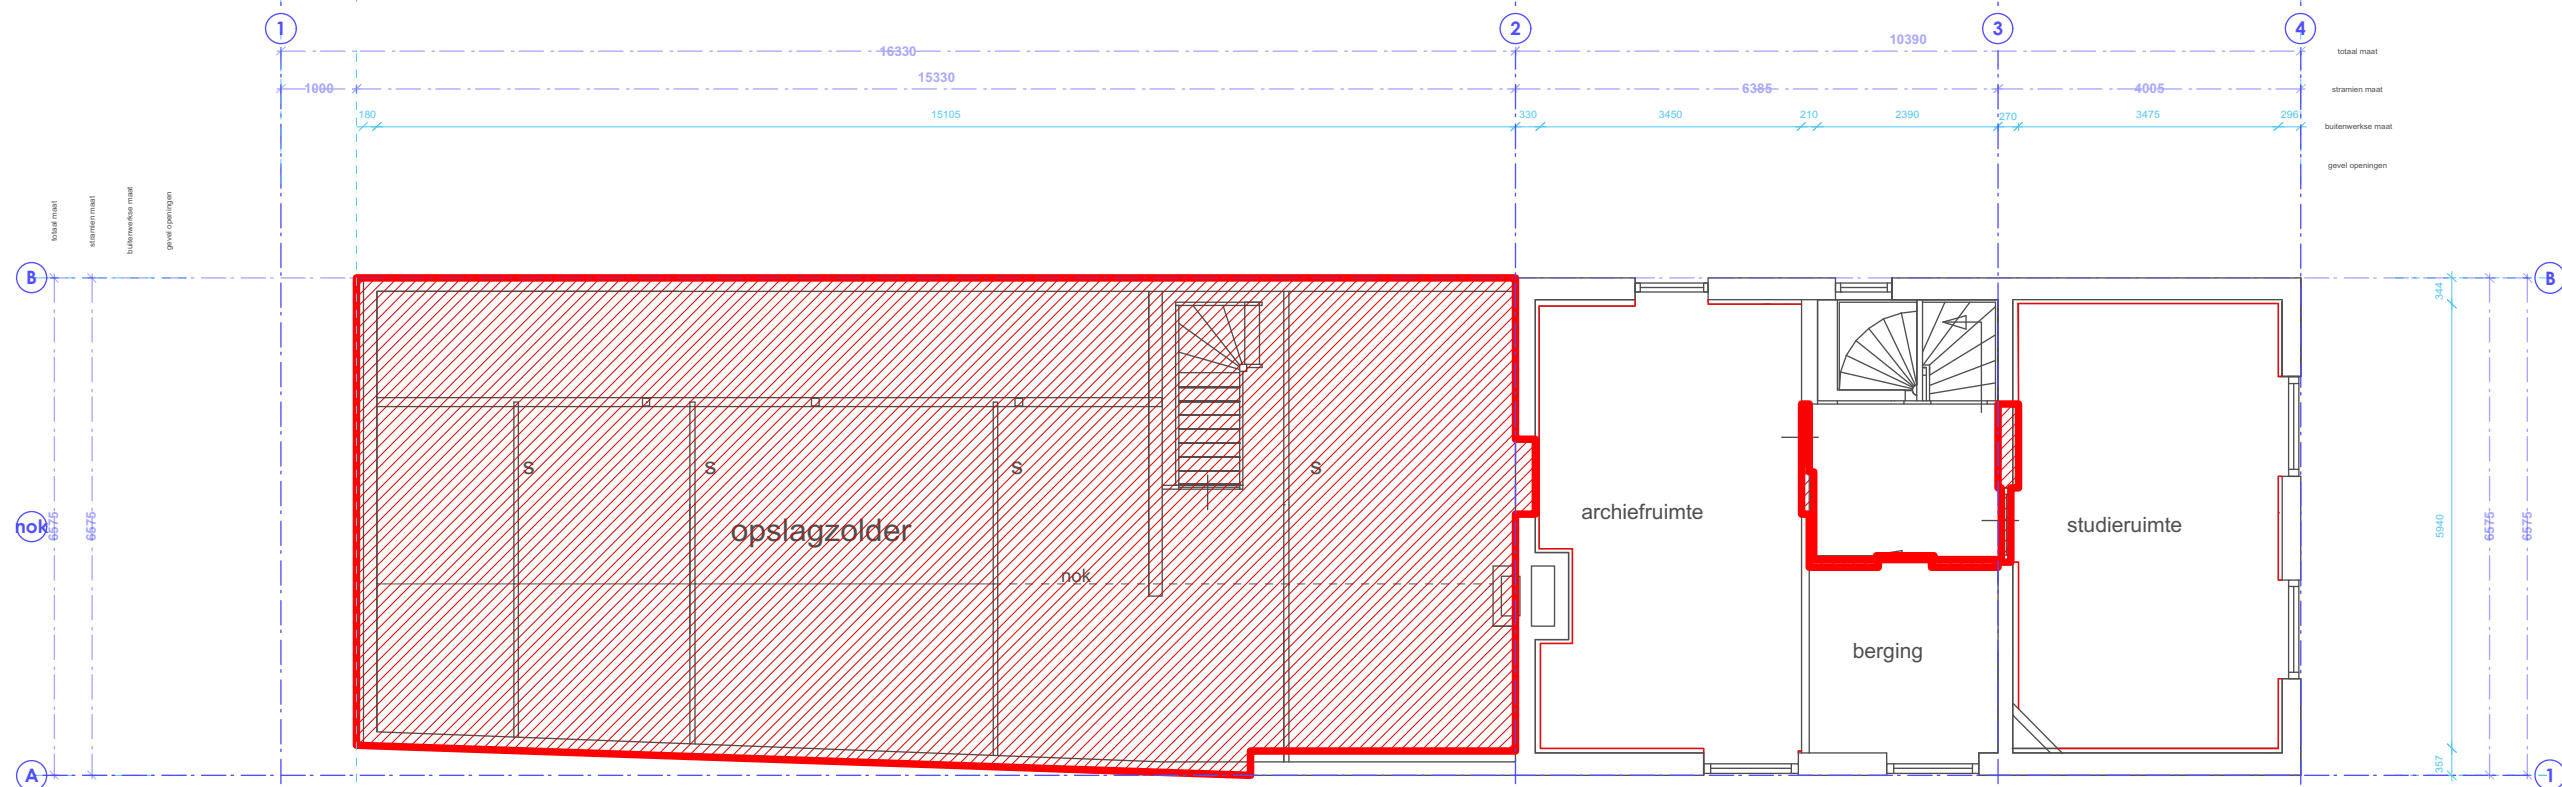 1 2 3 4
16330 10390 totaal maat
1000 15330 6385 4005 stramien maat
180 15105 330 3450 210 2390 270 3475 296 buitenwerkse maat
gevel openingen
totaal maat
stramien maat
buitenwerkse maat
gevel openingen
B B
344
S S S S
opslagzolder
archiefruimte
studieruimte
nok
6575
6575
5940
6575
6575
nok
berging
357
A 1